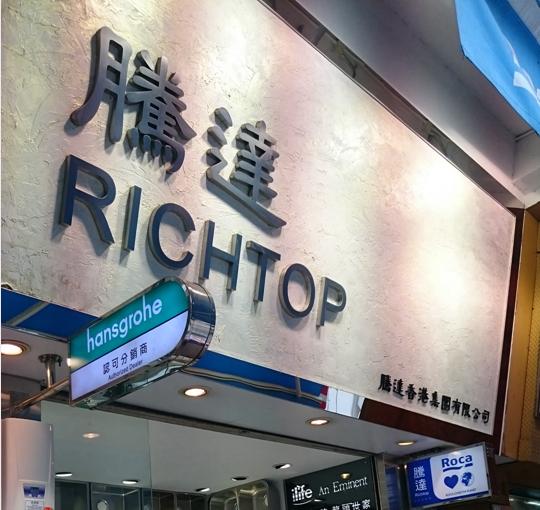 騰達
RICHTOP
hansgrohe
認可分銷商
Authorized Dealer
騰達香港集團有限公司
iLife An Eminent
騰達
Roca